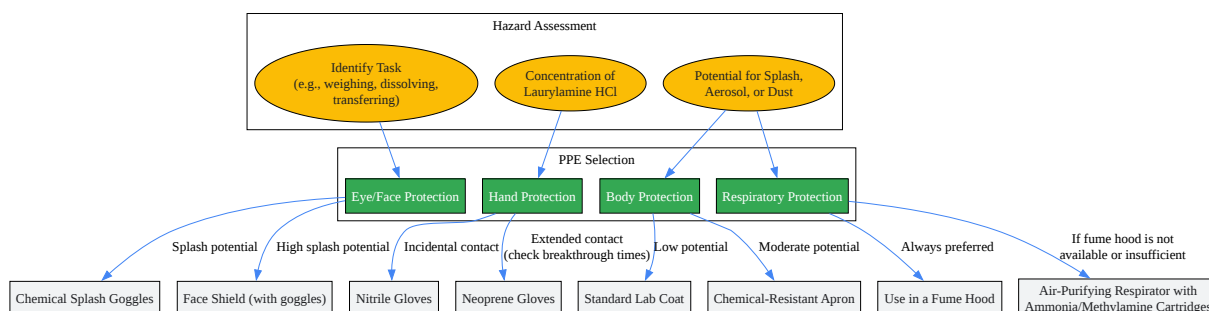 Hazard Assessment
Identify Task
(e.g., weighing, dissolving,
transferring)
Concentration of
Laurylamine HCl
Potential for Splash,
Aerosol, or Dust
PPE Selection
Eye/Face Protection
Hand Protection
Body Protection
Respiratory Protection
Splash potential
High splash potential
Incidental contact
Extended contact
(check breakthrough times)
Low potential
Moderate potential
Always preferred
If fume hood is not
available or insufficient
Chemical Splash Goggles
Face Shield (with goggles)
Nitrile Gloves
Neoprene Gloves
Standard Lab Coat
Chemical-Resistant Apron
Use in a Fume Hood
Air-Purifying Respirator with
Ammonia/Methylamine Cartridges